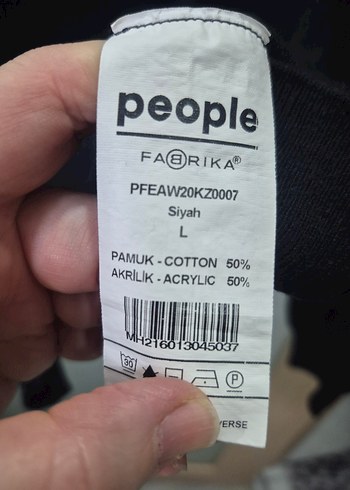 people
FABRIKA®
PFEAW20KZ0007
Siyah
L
PAMUK - COTTON 50%
AKRİLİK - ACRYLIC 50%
MH216013045037
30
P